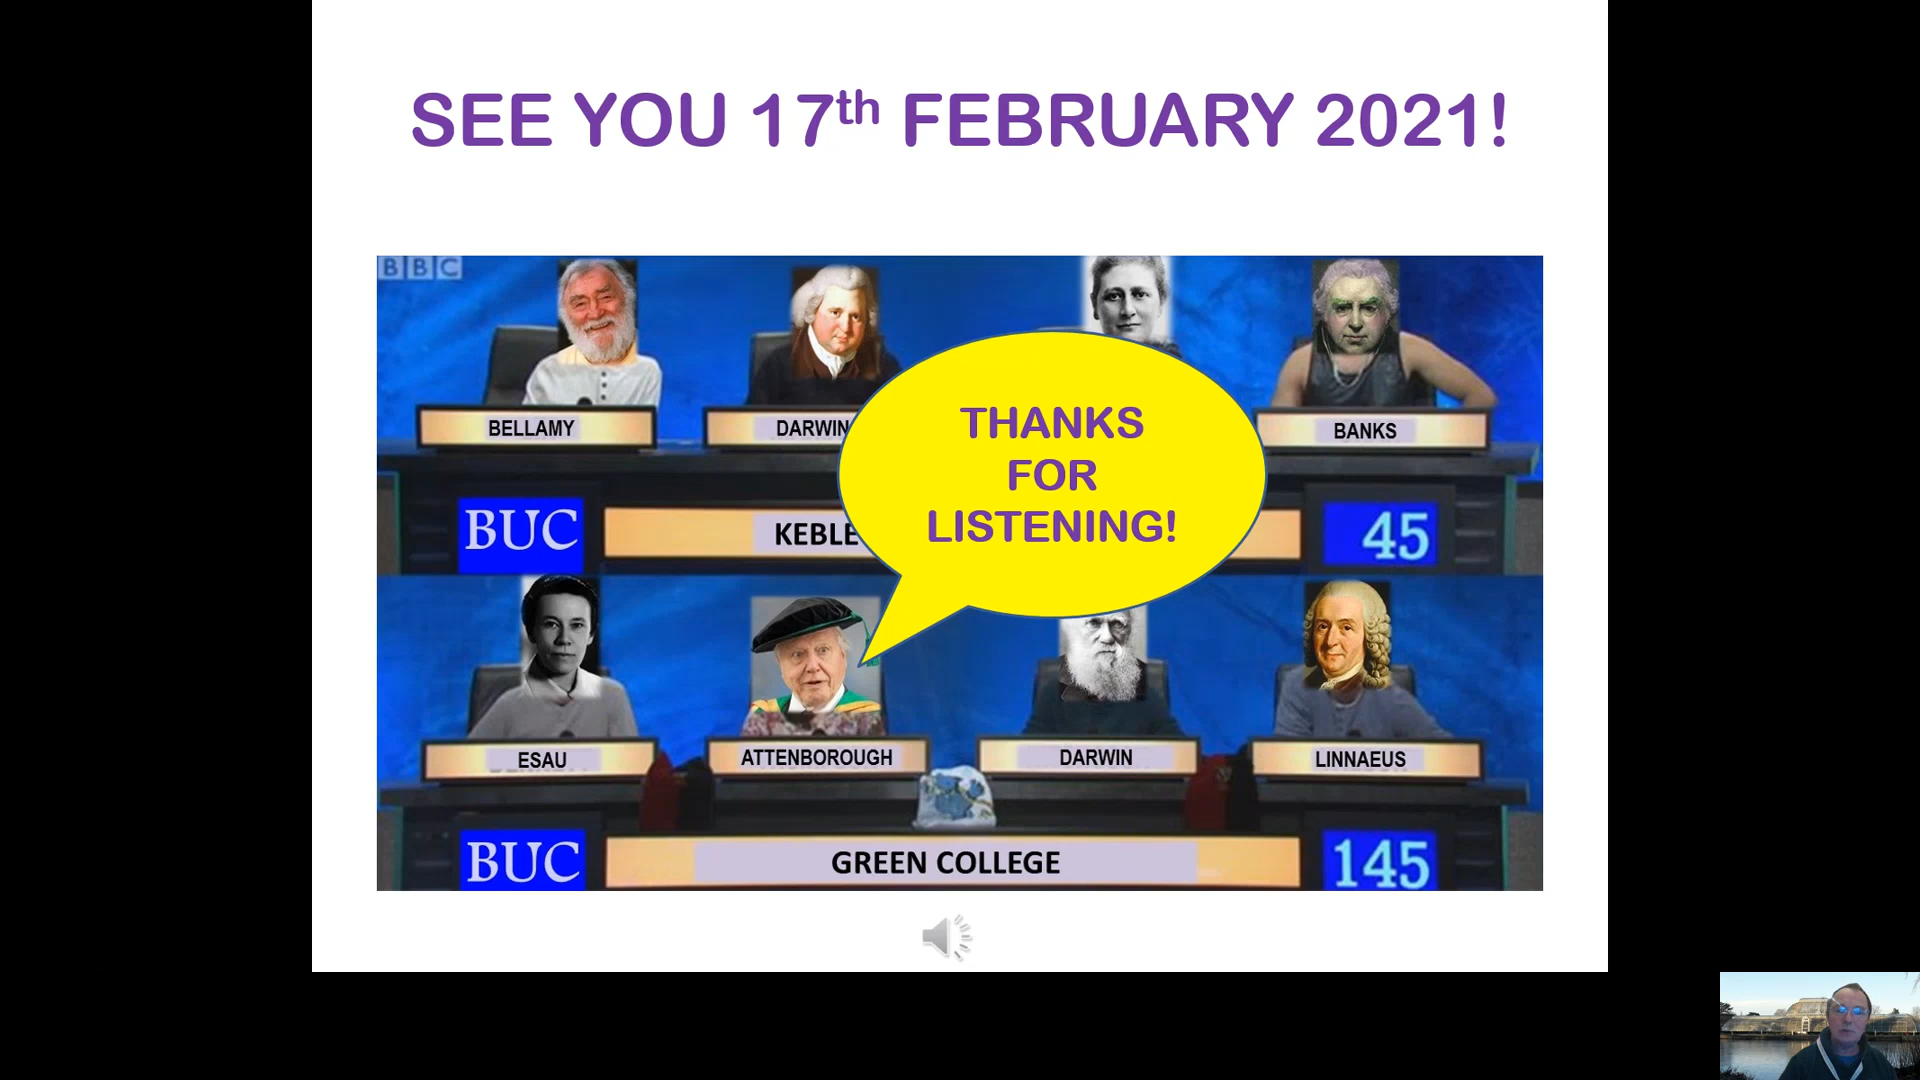 SEE YOU 17th FEBRUARY 2021!
BBC
BELLAMY
DARWIN
BANKS
THANKS
FOR
LISTENING!
BUC
KEBLE
45
ESAU
ATTENBOROUGH
DARWIN
LINNAEUS
BUC
GREEN COLLEGE
145